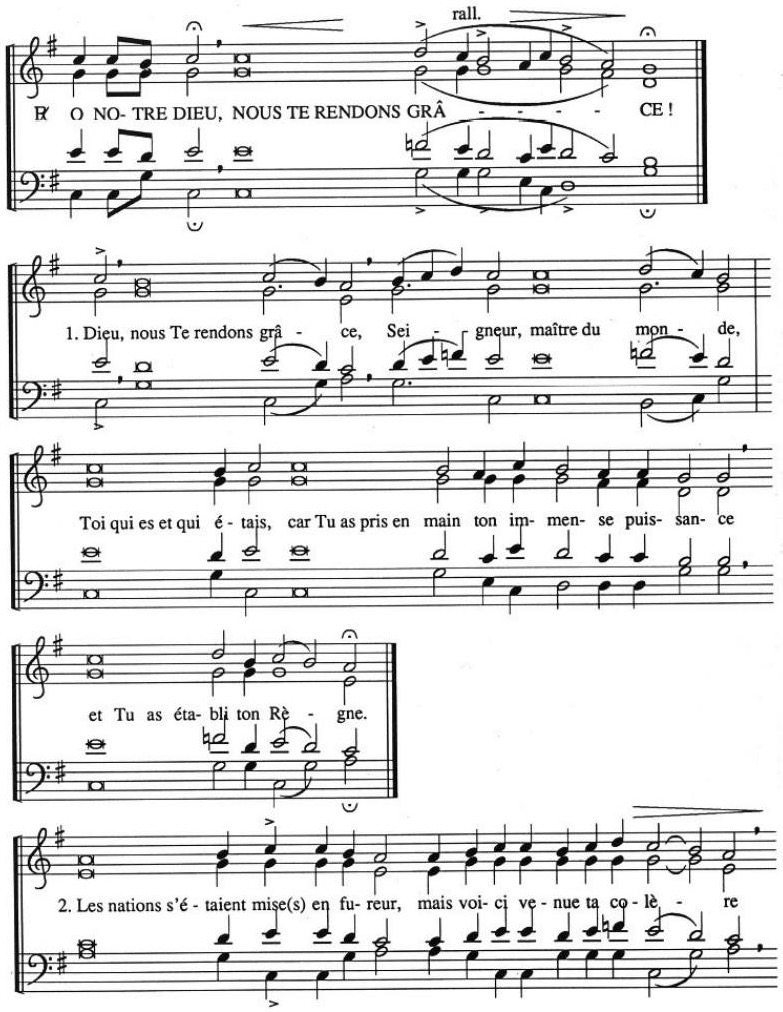 rall.
℟ O NO- TRE DIEU, NOUS TE RENDONS GRÂ - - - - - CE !
1. Dieu, nous Te rendons grâ - ce, Sei - - gneur, maître du mon - de,
Toi qui es et qui é - tais, car Tu as pris en main ton im- men- se puis- san- ce
et Tu as éta- bli ton Rè - gne.
2. Les nations s'é - taient mise(s) en fu- reur, mais voi- ci ve - nue ta co - lè - re